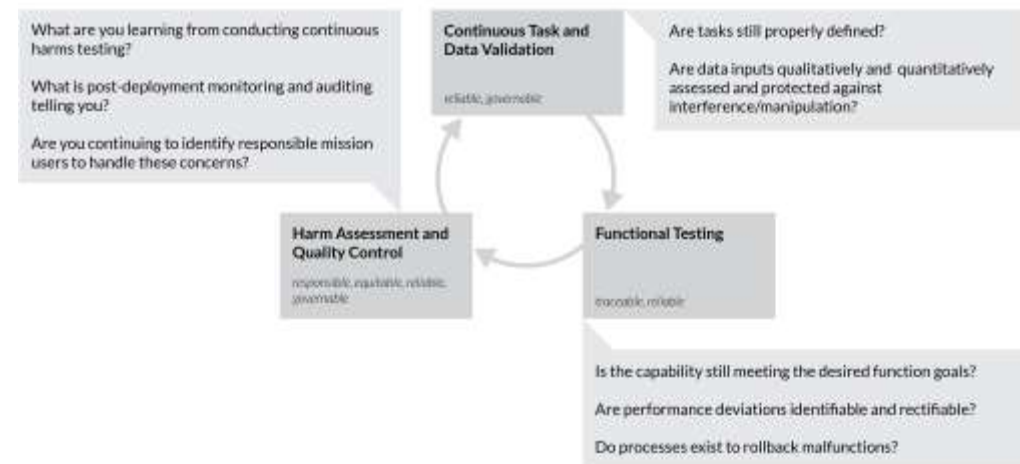 What are you learning from conducting continuous
harms testing?
What is post-deployment monitoring and auditing
telling you?
Are you continuing to identify responsible mission
users to handle these concerns?
Continuous Task and
Data Validation
reliable, governable
Are tasks still properly defined?
Are data inputs qualitatively and quantitatively
assessed and protected against
interference/manipulation?
Harm Assessment and
Quality Control
responsible, equitable, reliable,
governable
Functional Testing
traceable, reliable
Is the capability still meeting the desired function goals?
Are performance deviations identifiable and rectifiable?
Do processes exist to rollback malfunctions?